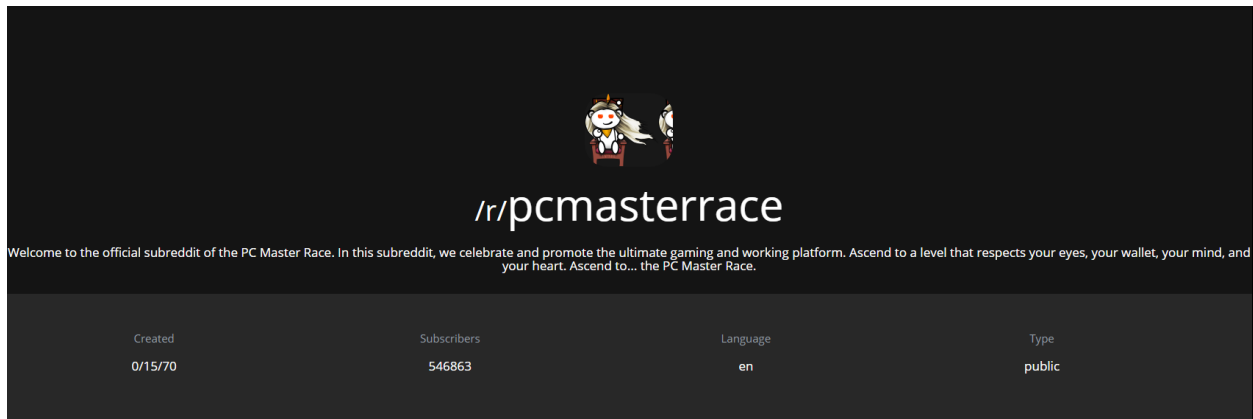 /r/pcmasterrace
Welcome to the official subreddit of the PC Master Race. In this subreddit, we celebrate and promote the ultimate gaming and working platform. Ascend to a level that respects your eyes, your wallet, your mind, and
your heart. Ascend to... the PC Master Race.
Created Subscribers Language Type
0/15/70 546863 en public